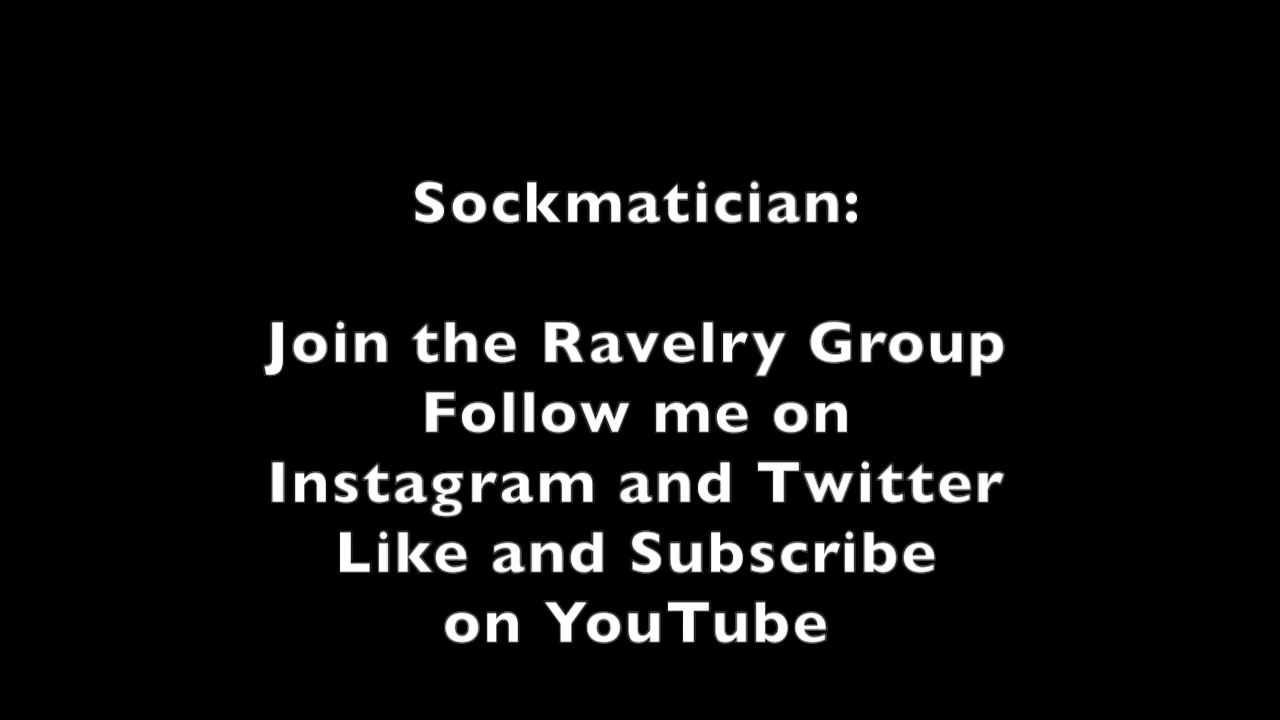 Sockmatician:
Join the Ravelry Group
Follow me on
Instagram and Twitter
Like and Subscribe
on YouTube